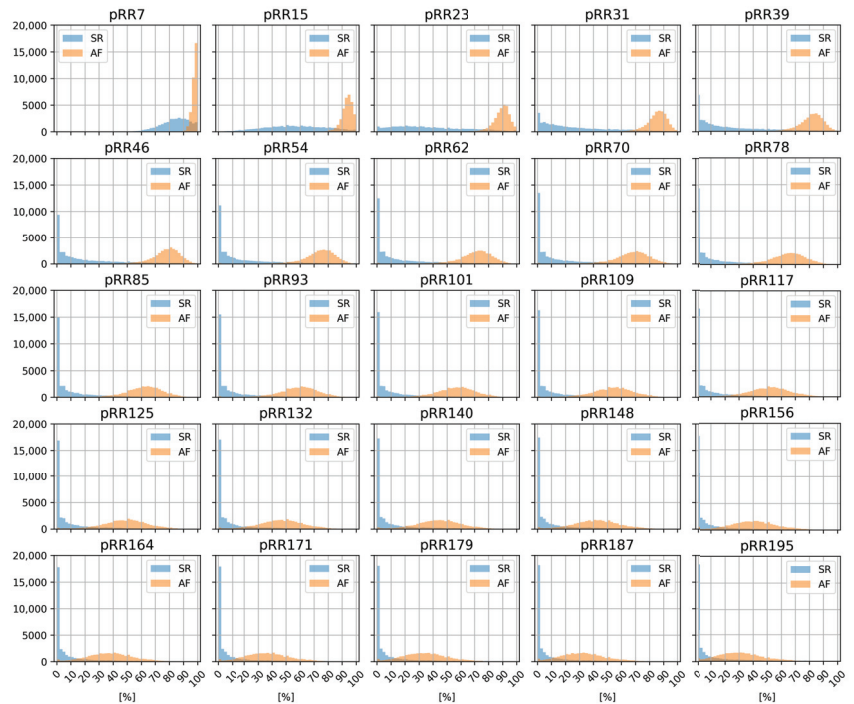 pRR7 pRR15 pRR23 pRR31 pRR39
20,000
15,000
10,000
5000
0
SR AF SR AF SR AF SR AF SR AF
pRR46 pRR54 pRR62 pRR70 pRR78
20,000
15,000
10,000
5000
0
SR AF SR AF SR AF SR AF SR AF
pRR85 pRR93 pRR101 pRR109 pRR117
20,000
15,000
10,000
5000
0
SR AF SR AF SR AF SR AF SR AF
pRR125 pRR132 pRR140 pRR148 pRR156
20,000
15,000
10,000
5000
0
SR AF SR AF SR AF SR AF SR AF
pRR164 pRR171 pRR179 pRR187 pRR195
20,000
15,000
10,000
5000
0
SR AF SR AF SR AF SR AF SR AF
0 10 20 30 40 50 60 70 80 90 100 0 10 20 30 40 50 60 70 80 90 100 0 10 20 30 40 50 60 70 80 90 100 0 10 20 30 40 50 60 70 80 90 100 0 10 20 30 40 50 60 70 80 90 100
[%] [%] [%] [%] [%]